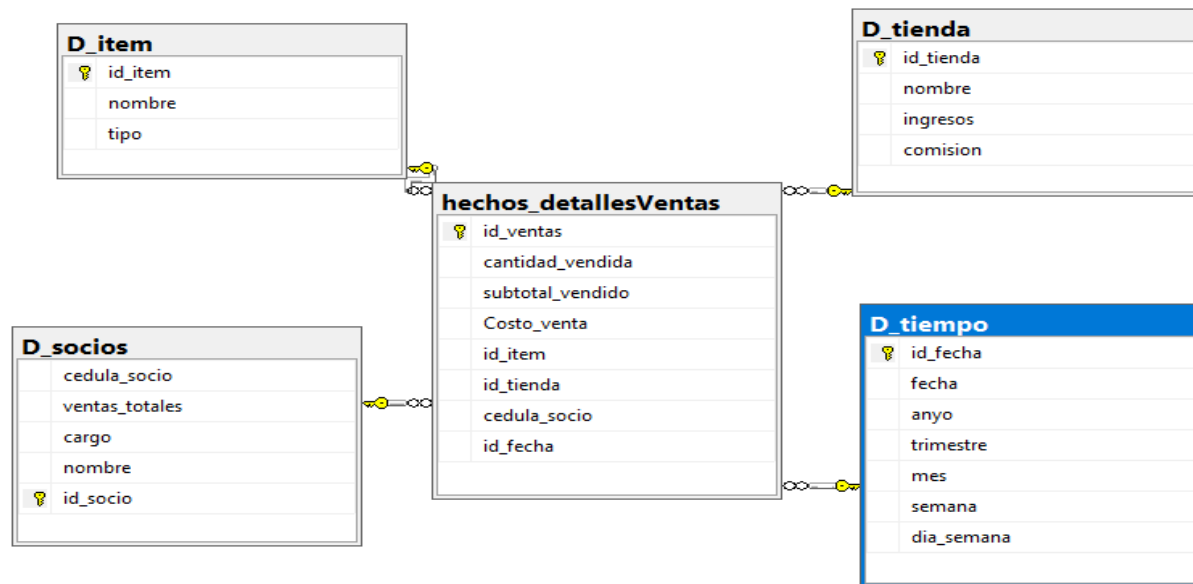 D_item
id_item
nombre
tipo
D_tienda
id_tienda
nombre
ingresos
comision
hechos_detallesVentas
id_ventas
cantidad_vendida
subtotal_vendido
Costo_venta
id_item
id_tienda
cedula_socio
id_fecha
D_socios
cedula_socio
ventas_totales
cargo
nombre
id_socio
D_tiempo
id_fecha
fecha
anyo
trimestre
mes
semana
dia_semana